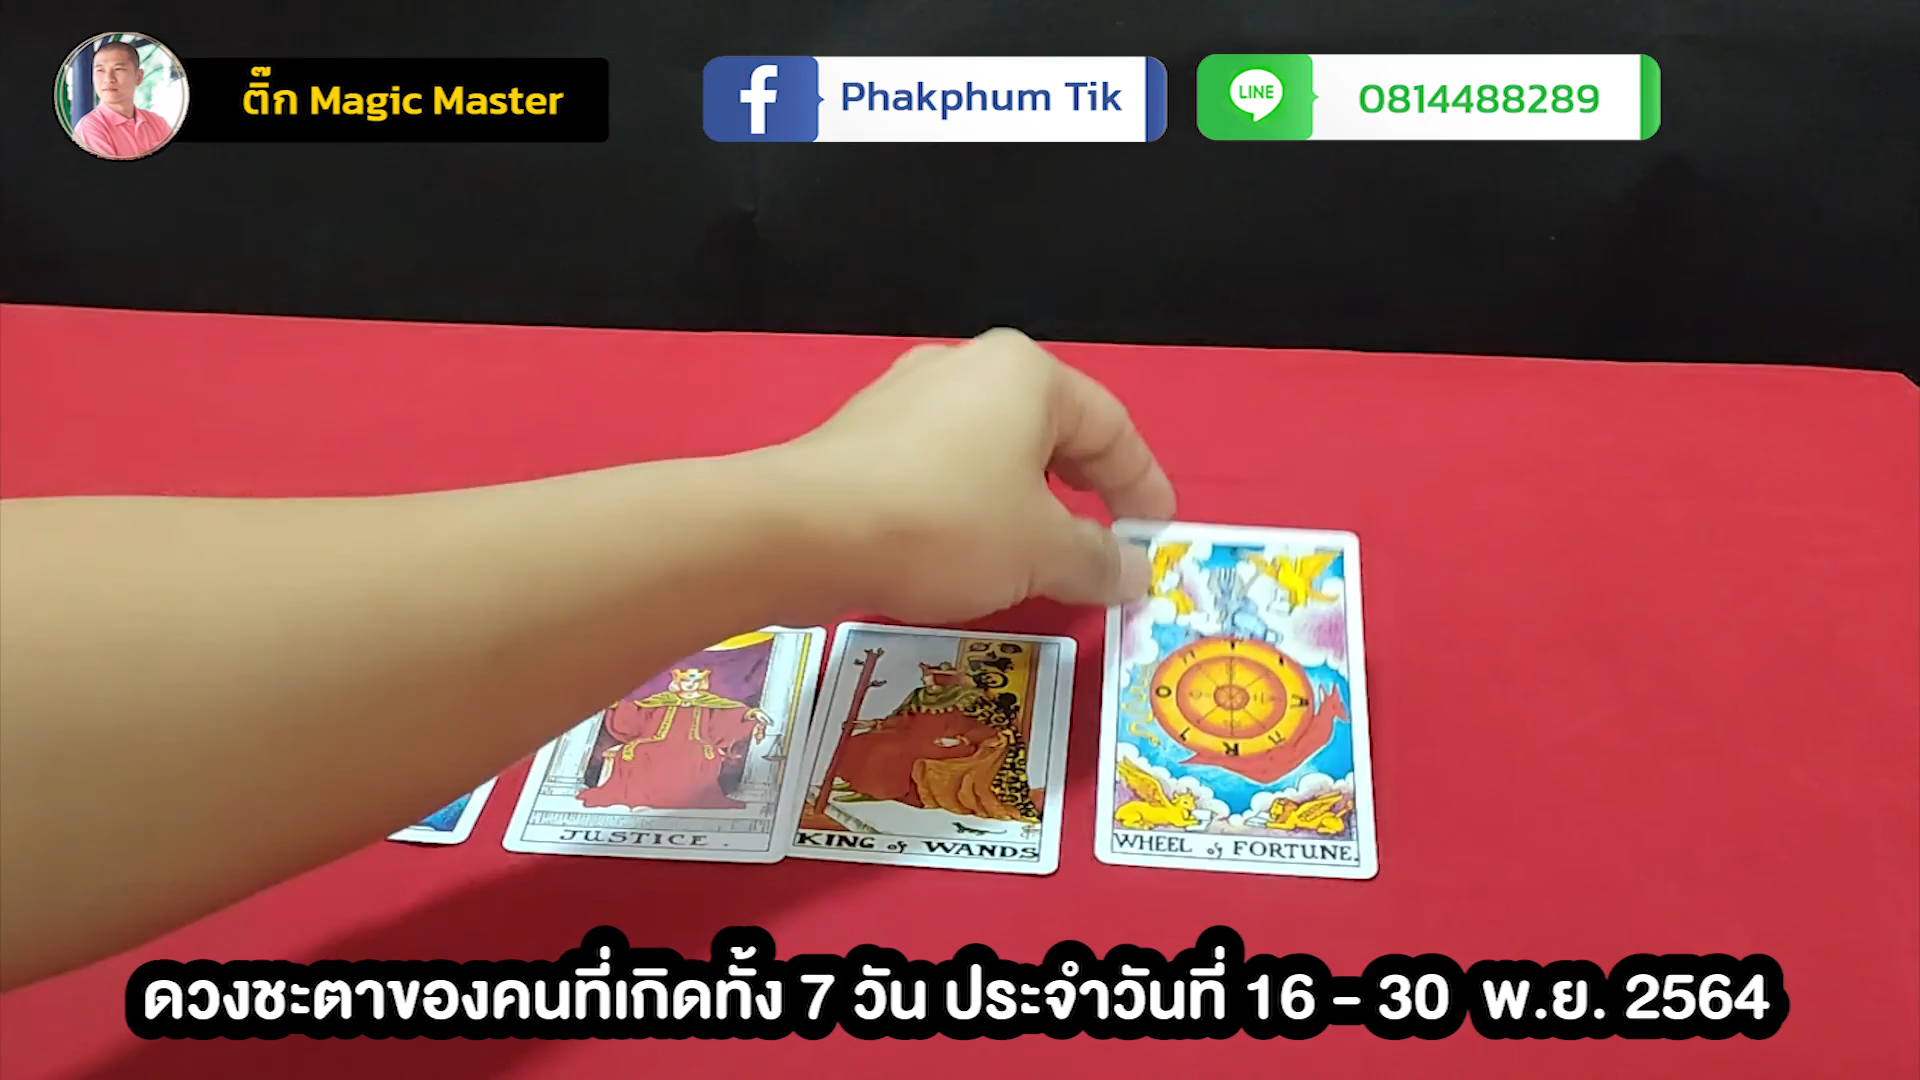 ติ๊ก Magic Master
f Phakphum Tik
LINE 0814488289
JUSTICE.
KING of WANDS
WHEEL of FORTUNE.
ดวงชะตาของคนที่เกิดทั้ง 7 วัน ประจำวันที่ 16 - 30 พ.ย. 2564